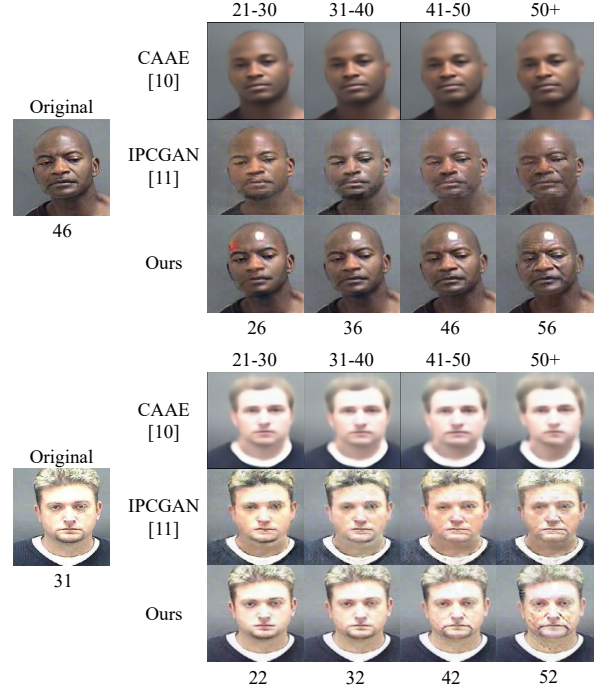 21-30 31-40 41-50 50+
CAAE
[10]
Original
IPCGAN
[11]
46
Ours
26 36 46 56
21-30 31-40 41-50 50+
CAAE
[10]
Original
IPCGAN
[11]
31
Ours
22 32 42 52